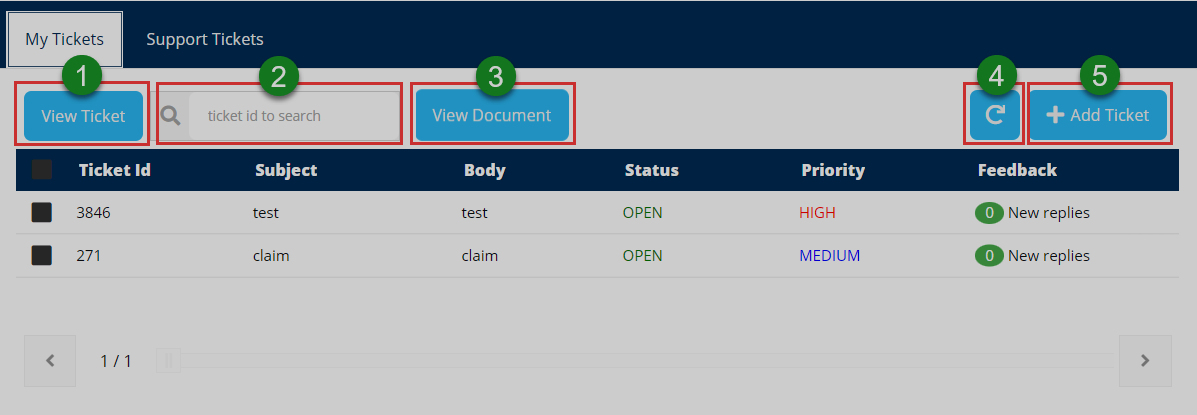 My Tickets Support Tickets
1 2 3 4 5
View Ticket ticket id to search View Document Add Ticket
Ticket Id Subject Body Status Priority Feedback
3846 test test OPEN HIGH 0 New replies
271 claim claim OPEN MEDIUM 0 New replies
1 / 1